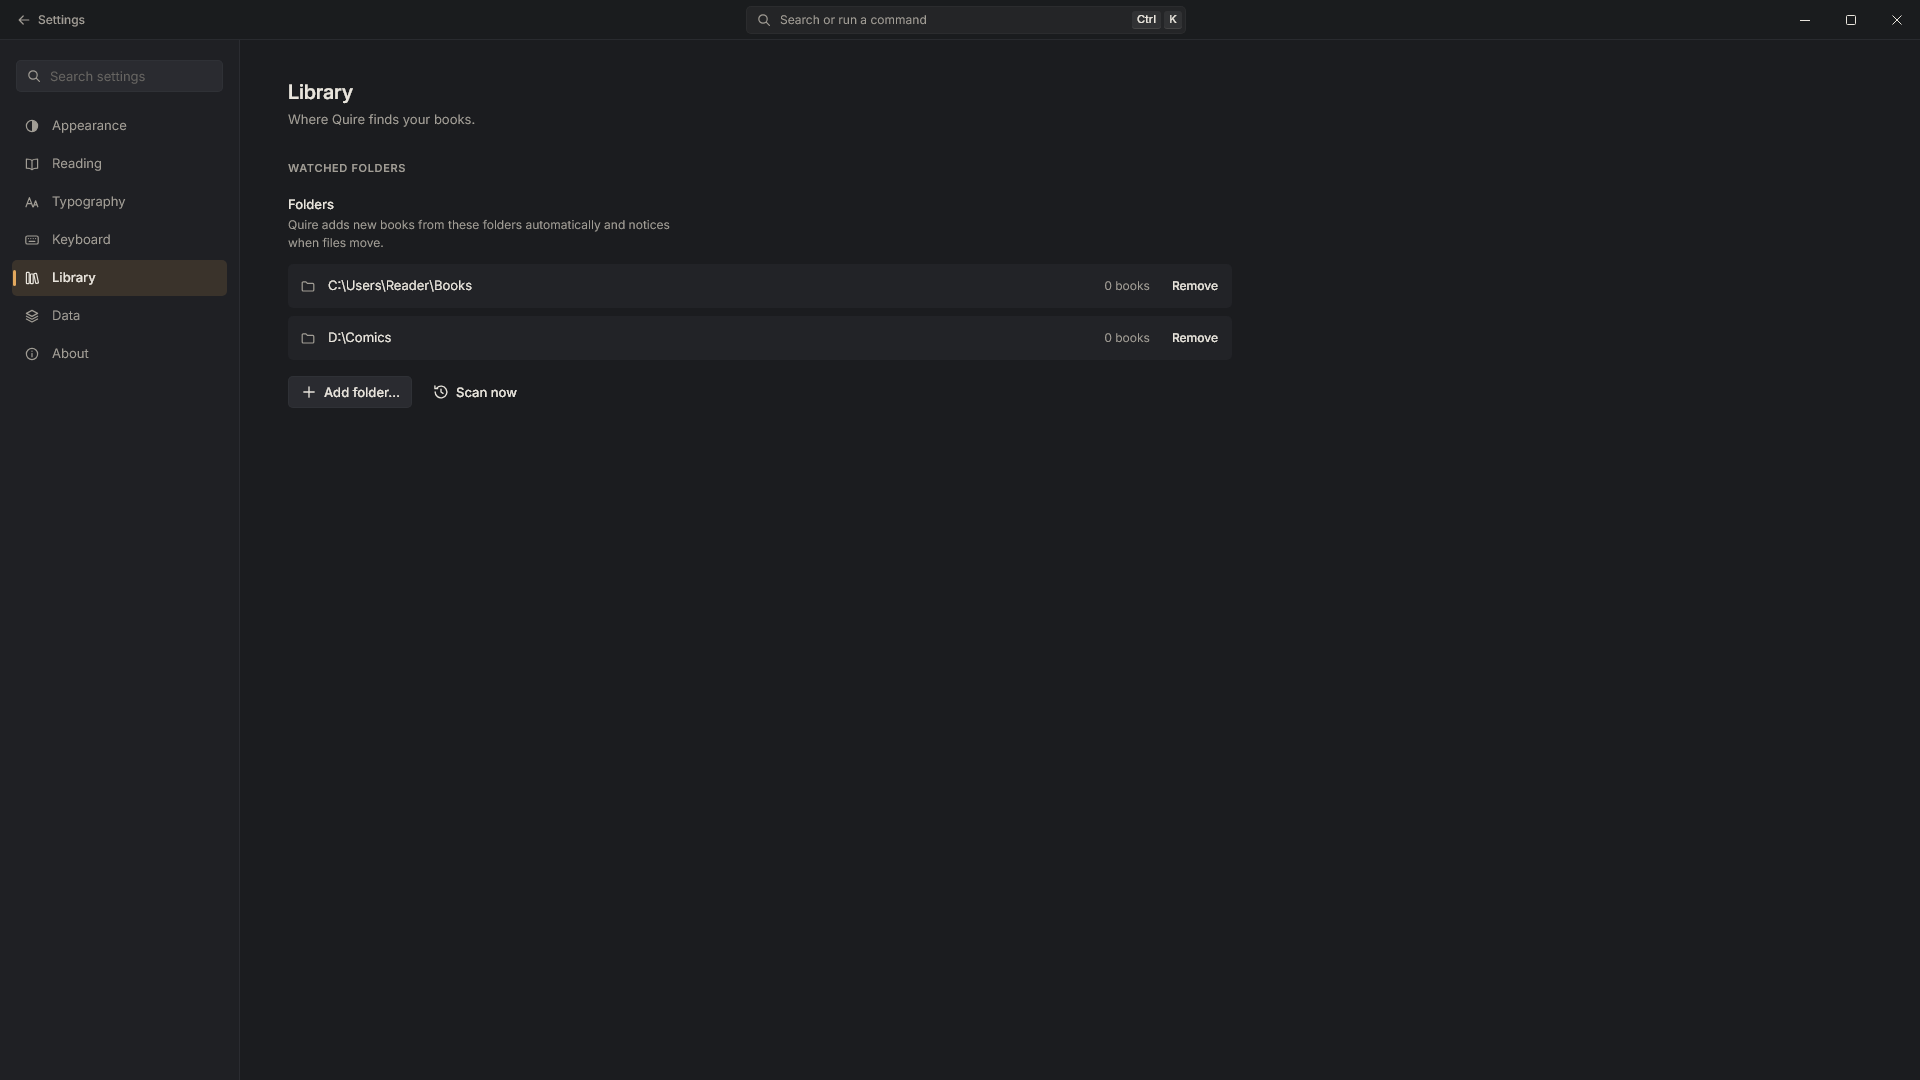 Settings
Search or run a command
Ctrl K
Search settings
Appearance
Reading
Typography
Keyboard
Library
Data
About
Library
Where Quire finds your books.
WATCHED FOLDERS
Folders
Quire adds new books from these folders automatically and notices
when files move.
C:\Users\Reader\Books 0 books Remove
D:\Comics 0 books Remove
Add folder... Scan now